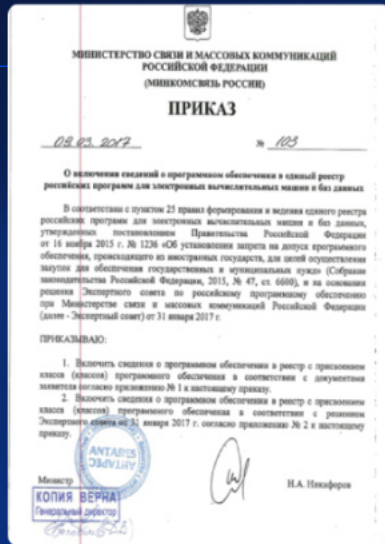 МИНИСТЕРСТВО СВЯЗИ И МАССОВЫХ КОММУНИКАЦИЙ
РОССИЙСКОЙ ФЕДЕРАЦИИ
(МИНКОМСВЯЗЬ РОССИИ)
ПРИКАЗ
09.03.2017 № 103
О включении сведений о программном обеспечении в единый реестр
российских программ для электронных вычислительных машин и баз данных
В соответствии с пунктом 25 правил формирования и ведения единого реестра
российских программ для электронных вычислительных машин и баз данных,
утвержденных постановлением Правительства Российской Федерации
от 16 ноября 2015 г. № 1236 «Об установлении запрета на допуск программного
обеспечения, происходящего из иностранных государств, для целей осуществления
закупок для обеспечения государственных и муниципальных нужд» (Собрание
законодательства Российской Федерации, 2015, № 47, ст. 6600), и на основании
решения Экспертного совета по российскому программному обеспечению
при Министерстве связи и массовых коммуникаций Российской Федерации
(далее - Экспертный совет) от 31 января 2017 г.
ПРИКАЗЫВАЮ:
1. Включить сведения о программном обеспечении в реестр с присвоением
класса (классов) программного обеспечения в соответствии с документами
заявителя согласно приложению № 1 к настоящему приказу.
2. Включить сведения о программном обеспечении в реестр с присвоением
класса (классов) программного обеспечения в соответствии с решением
Экспертного совета от 31 января 2017 г. согласно приложению № 2 к настоящему
приказу.
ANTARES
АНТАРЕС
Министр Н.А. Никифоров
КОПИЯ ВЕРНА
Генеральный директор